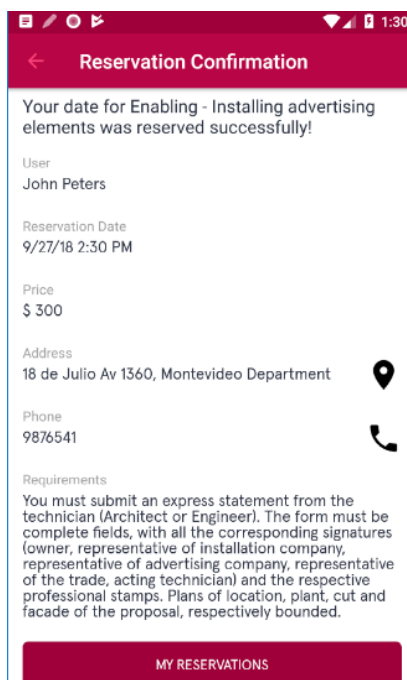 1:30
Reservation Confirmation
Your date for Enabling - Installing advertising
elements was reserved successfully!
User
John Peters
Reservation Date
9/27/18 2:30 PM
Price
$ 300
Address
18 de Julio Av 1360, Montevideo Department
Phone
9876541
Requirements
You must submit an express statement from the
technician (Architect or Engineer). The form must be
complete fields, with all the corresponding signatures
(owner, representative of installation company,
representative of advertising company, representative
of the trade, acting technician) and the respective
professional stamps. Plans of location, plant, cut and
facade of the proposal, respectively bounded.
MY RESERVATIONS